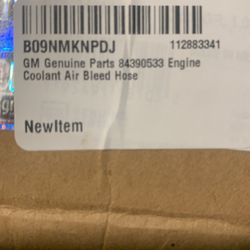 B09NMKNPDJ 112883341
GM Genuine Parts 84390533 Engine
Coolant Air Bleed Hose
NewItem